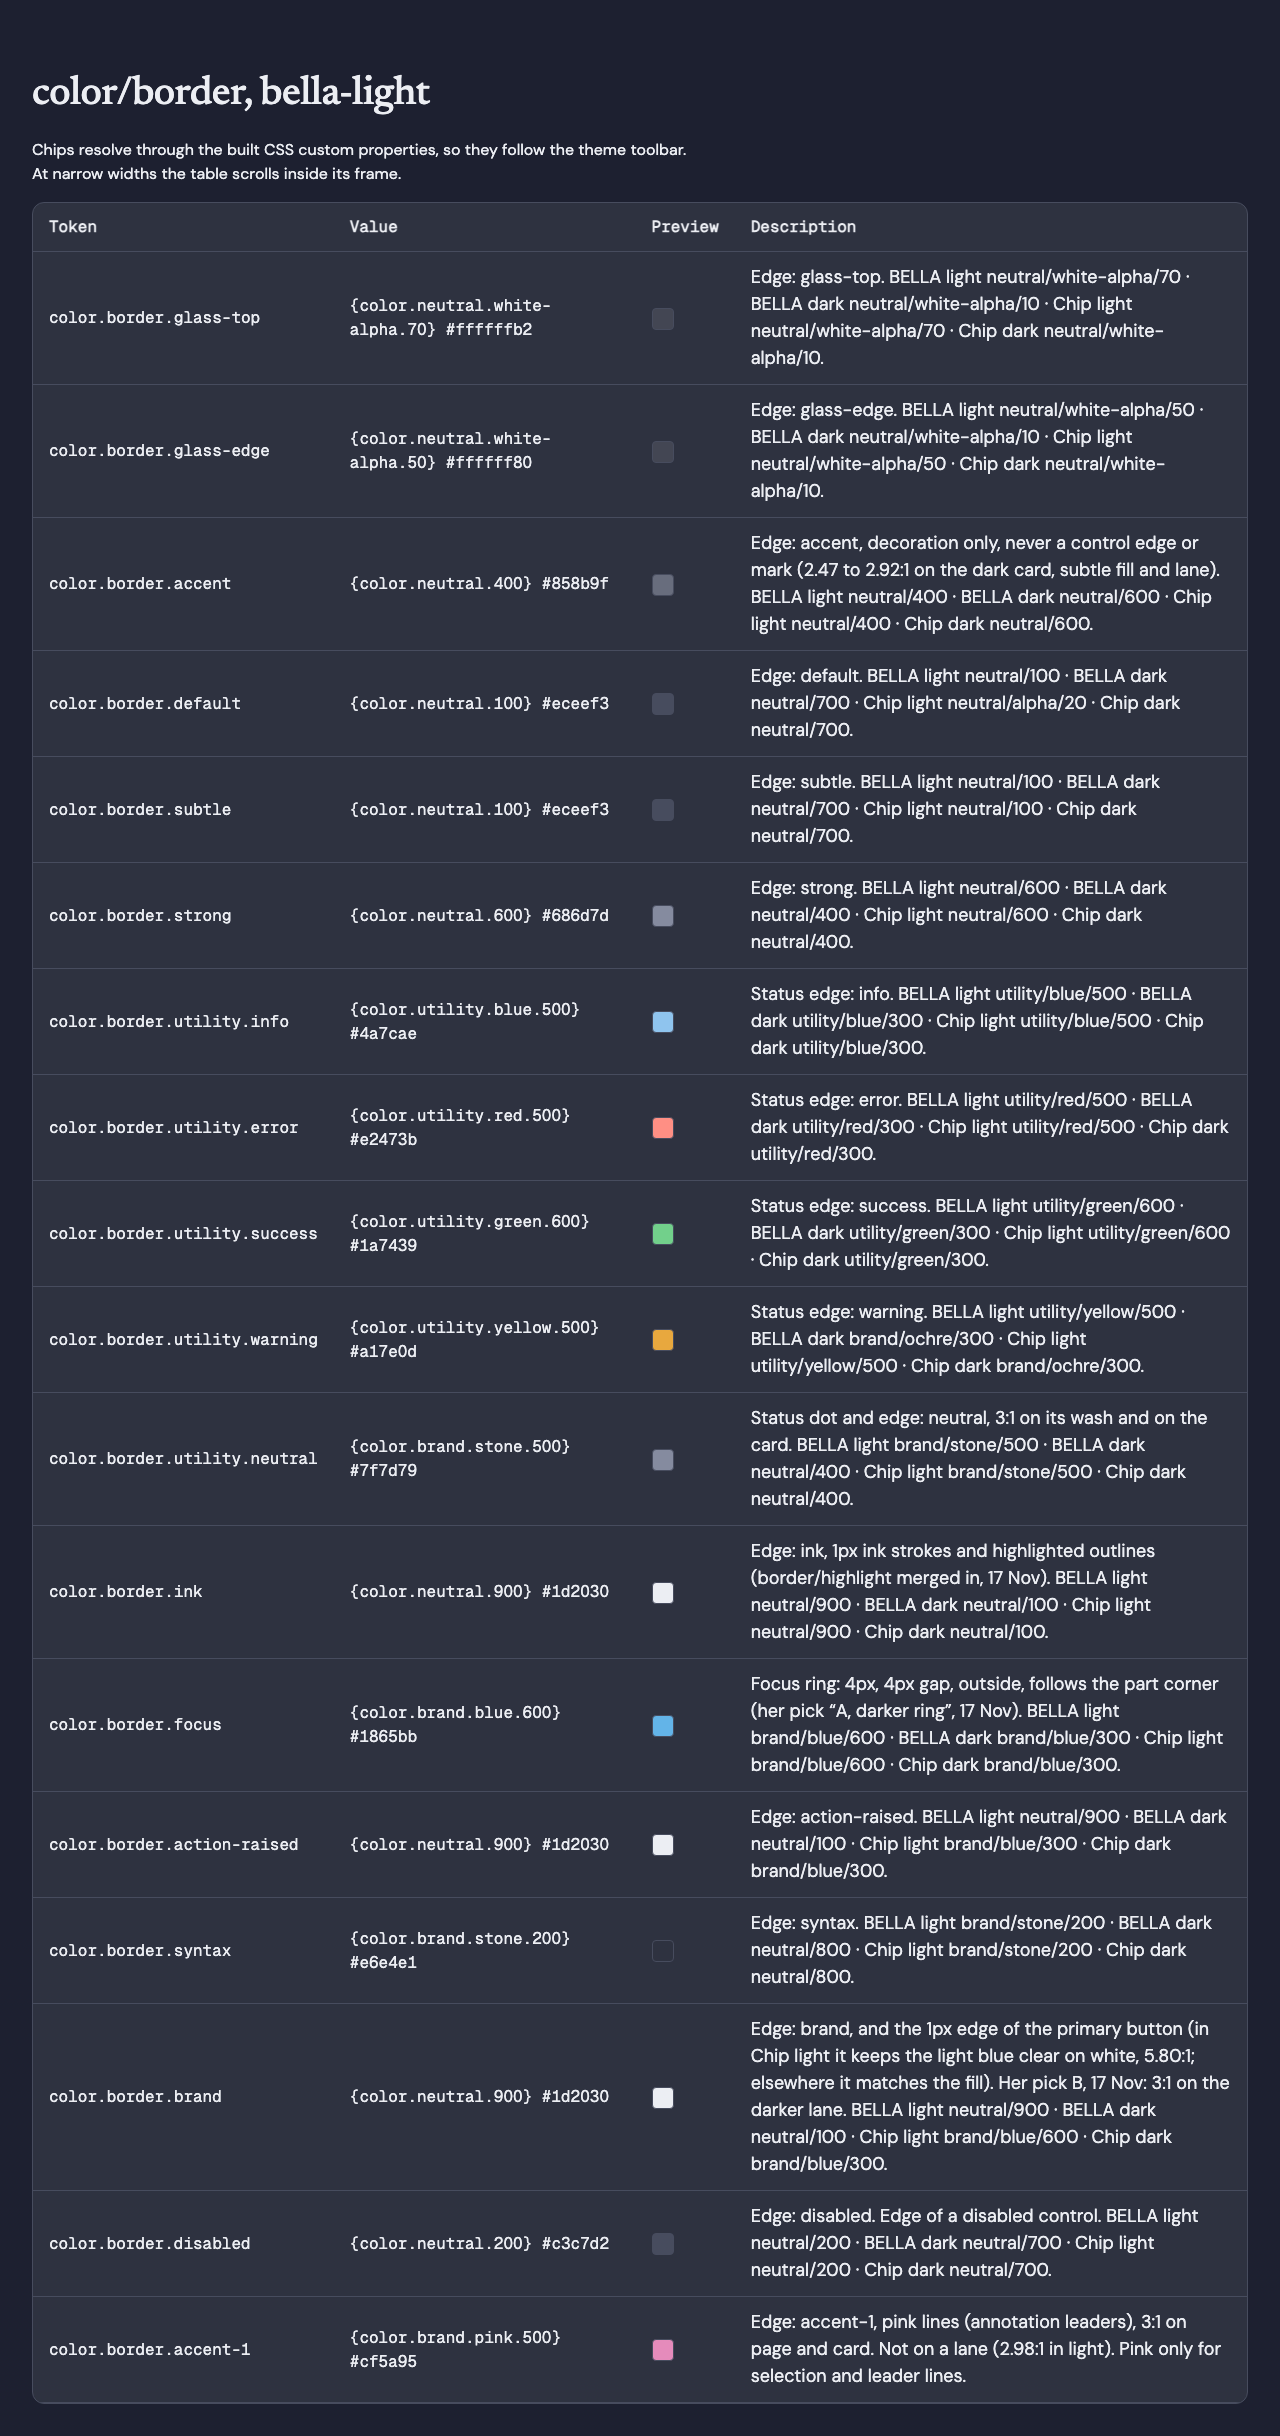 color/border, bella-light
Chips resolve through the built CSS custom properties, so they follow the theme toolbar.
At narrow widths the table scrolls inside its frame.
Token Value Preview Description
color.border.glass-top {color.neutral.white-alpha.70} #ffffffb2 Edge: glass-top. BELLA light neutral/white-alpha/70 ·
BELLA dark neutral/white-alpha/10 · Chip light
neutral/white-alpha/70 · Chip dark neutral/white-
alpha/10.
color.border.glass-edge {color.neutral.white-alpha.50} #ffffff80 Edge: glass-edge. BELLA light neutral/white-alpha/50 ·
BELLA dark neutral/white-alpha/10 · Chip light
neutral/white-alpha/50 · Chip dark neutral/white-
alpha/10.
color.border.accent {color.neutral.400} #858b9f Edge: accent, decoration only, never a control edge or
mark (2.47 to 2.92:1 on the dark card, subtle fill and lane).
BELLA light neutral/400 · BELLA dark neutral/600 · Chip
light neutral/400 · Chip dark neutral/600.
color.border.default {color.neutral.100} #eceef3 Edge: default. BELLA light neutral/100 · BELLA dark
neutral/700 · Chip light neutral/alpha/20 · Chip dark
neutral/700.
color.border.subtle {color.neutral.100} #eceef3 Edge: subtle. BELLA light neutral/100 · BELLA dark
neutral/700 · Chip light neutral/100 · Chip dark
neutral/700.
color.border.strong {color.neutral.600} #686d7d Edge: strong. BELLA light neutral/600 · BELLA dark
neutral/400 · Chip light neutral/600 · Chip dark
neutral/400.
color.border.utility.info {color.utility.blue.500} #4a7cae Status edge: info. BELLA light utility/blue/500 · BELLA
dark utility/blue/300 · Chip light utility/blue/500 · Chip
dark utility/blue/300.
color.border.utility.error {color.utility.red.500} #e2473b Status edge: error. BELLA light utility/red/500 · BELLA
dark utility/red/300 · Chip light utility/red/500 · Chip dark
utility/red/300.
color.border.utility.success {color.utility.green.600} #1a7439 Status edge: success. BELLA light utility/green/600 ·
BELLA dark utility/green/300 · Chip light utility/green/600
· Chip dark utility/green/300.
color.border.utility.warning {color.utility.yellow.500} #a17e0d Status edge: warning. BELLA light utility/yellow/500 ·
BELLA dark brand/ochre/300 · Chip light
utility/yellow/500 · Chip dark brand/ochre/300.
color.border.utility.neutral {color.brand.stone.500} #7f7d79 Status dot and edge: neutral, 3:1 on its wash and on the
card. BELLA light brand/stone/500 · BELLA dark
neutral/400 · Chip light brand/stone/500 · Chip dark
neutral/400.
color.border.ink {color.neutral.900} #1d2030 Edge: ink, 1px ink strokes and highlighted outlines
(border/highlight merged in, 17 Nov). BELLA light
neutral/900 · BELLA dark neutral/100 · Chip light
neutral/900 · Chip dark neutral/100.
color.border.focus {color.brand.blue.600} #1865bb Focus ring: 4px, 4px gap, outside, follows the part corner
(her pick “A, darker ring”, 17 Nov). BELLA light
brand/blue/600 · BELLA dark brand/blue/300 · Chip light
brand/blue/600 · Chip dark brand/blue/300.
color.border.action-raised {color.neutral.900} #1d2030 Edge: action-raised. BELLA light neutral/900 · BELLA dark
neutral/100 · Chip light brand/blue/300 · Chip dark
brand/blue/300.
color.border.syntax {color.brand.stone.200} #e6e4e1 Edge: syntax. BELLA light brand/stone/200 · BELLA dark
neutral/800 · Chip light brand/stone/200 · Chip dark
neutral/800.
color.border.brand {color.neutral.900} #1d2030 Edge: brand, and the 1px edge of the primary button (in
Chip light it keeps the light blue clear on white, 5.80:1;
elsewhere it matches the fill). Her pick B, 17 Nov: 3:1 on the
darker lane. BELLA light neutral/900 · BELLA dark
neutral/100 · Chip light brand/blue/600 · Chip dark
brand/blue/300.
color.border.disabled {color.neutral.200} #c3c7d2 Edge: disabled. Edge of a disabled control. BELLA light
neutral/200 · BELLA dark neutral/700 · Chip light
neutral/200 · Chip dark neutral/700.
color.border.accent-1 {color.brand.pink.500} #cf5a95 Edge: accent-1, pink lines (annotation leaders), 3:1 on
page and card. Not on a lane (2.98:1 in light). Pink only for
selection and leader lines.